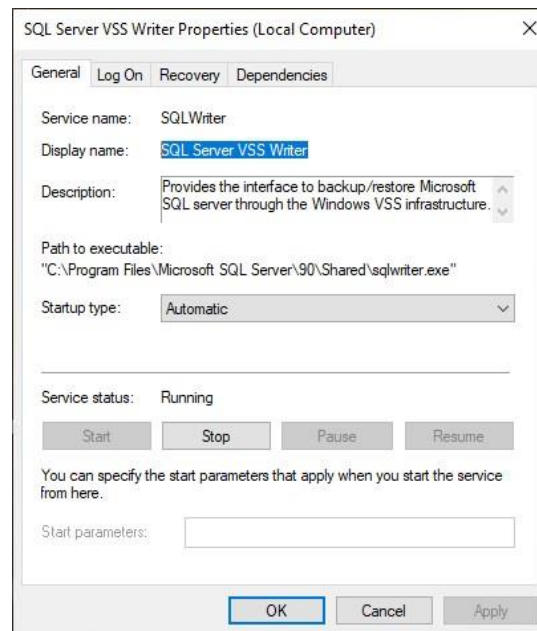 SQL Server VSS Writer Properties (Local Computer)
General Log On Recovery Dependencies
Service name: SQLWriter
Display name: SQL Server VSS Writer
Description: Provides the interface to backup/restore Microsoft
SQL server through the Windows VSS infrastructure.
Path to executable:
"C:\Program Files\Microsoft SQL Server\90\Shared\sqlwriter.exe"
Startup type: Automatic
Service status: Running
Start Stop Pause Resume
You can specify the start parameters that apply when you start the service
from here.
Start parameters:
OK Cancel Apply